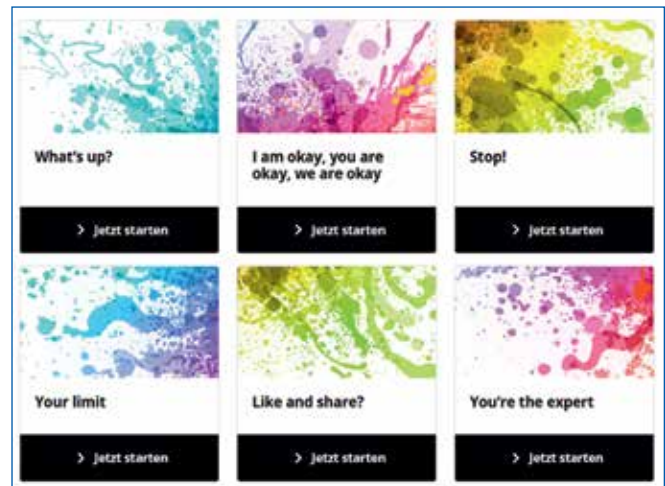 What's up?
I am okay, you are
okay, we are okay
Stop!
> Jetzt starten
> Jetzt starten
> Jetzt starten
Your limit
Like and share?
You're the expert
> Jetzt starten
> Jetzt starten
> Jetzt starten